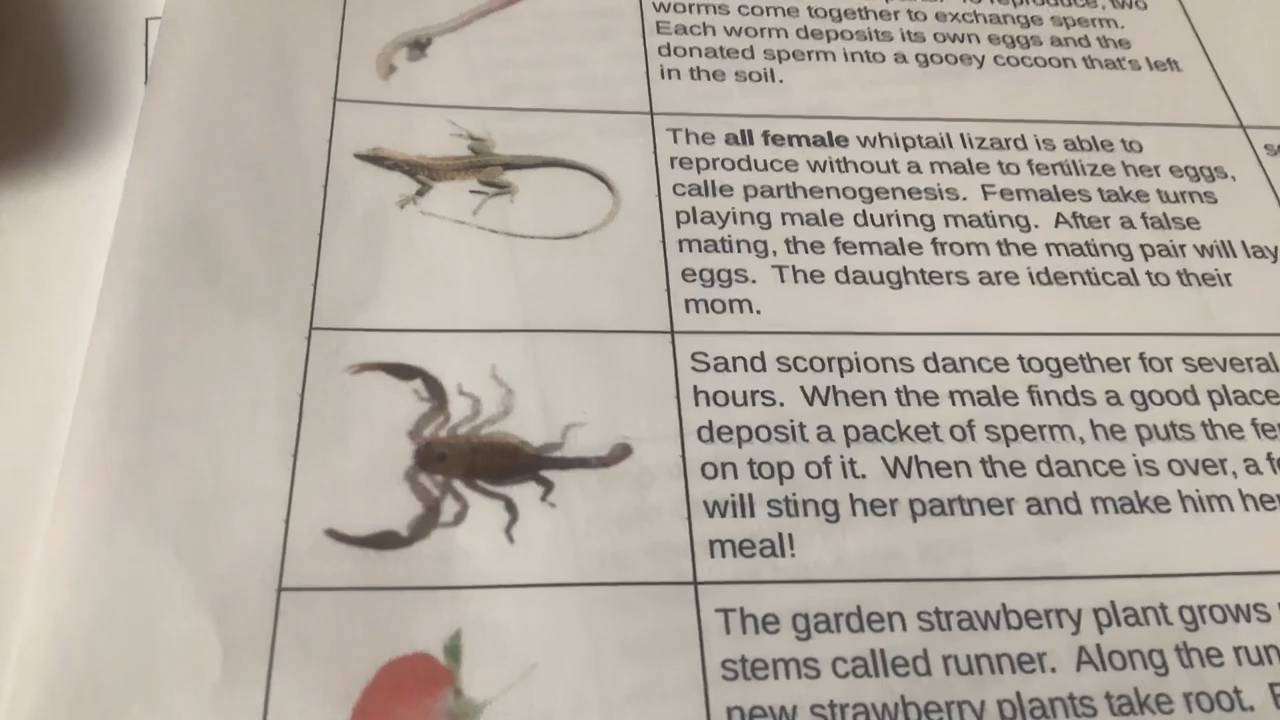 worms come together to exchange sperm.
Each worm deposits its own eggs and the
donated sperm into a gooey cocoon that's left
in the soil.
The all female whiptail lizard is able to
reproduce without a male to fertilize her eggs,
calle parthenogenesis. Females take turns
playing male during mating. After a false
mating, the female from the mating pair will lay
eggs. The daughters are identical to their
mom.
Sand scorpions dance together for several
hours. When the male finds a good place
deposit a packet of sperm, he puts the
on top of it. When the dance is over, a
will sting her partner and make him
meal!
The garden strawberry plant grows
stems called runner. Along the
new strawberry plants take root.